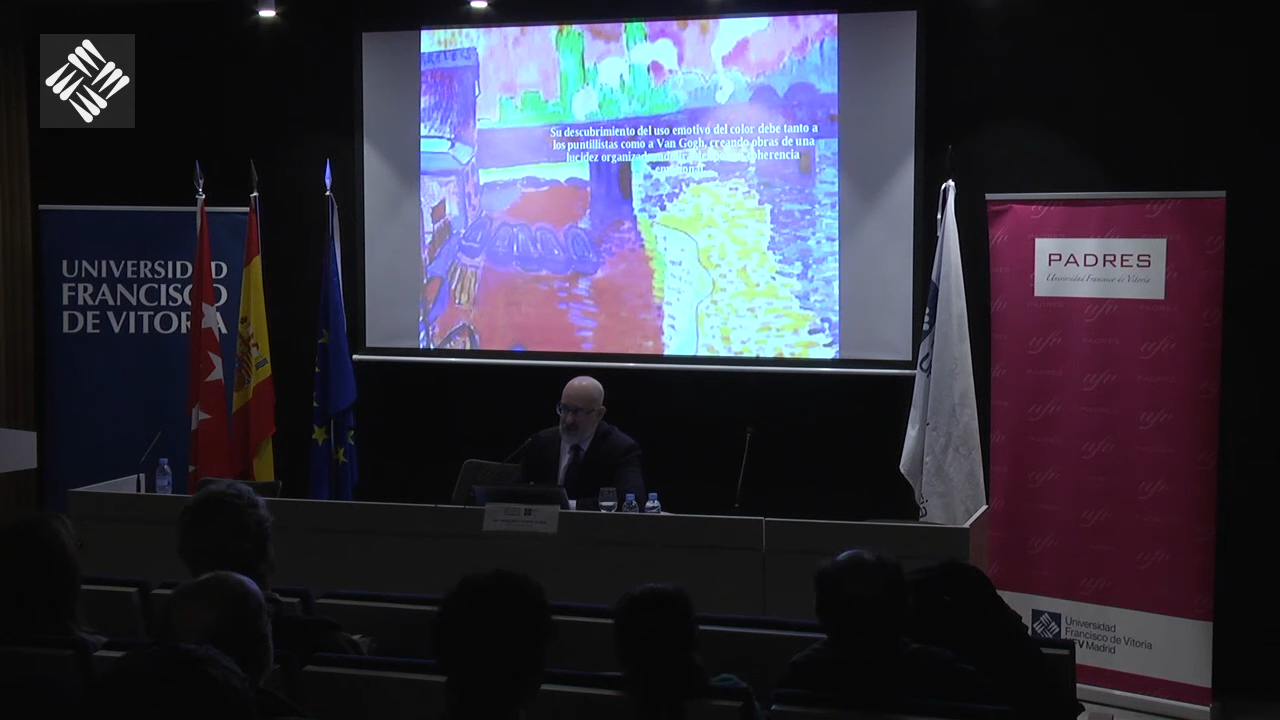 Su descubrimiento del uso emotivo del color debe tanto a
los puntillistas como a Van Gogh, creando obras de una
lucidez coherencia
UNIVERSIDAD
FRANCISCO
DE VITORIA
PADRES
Universidad Francisco de Vitoria
Universidad
Francisco de Vitoria
UFV Madrid